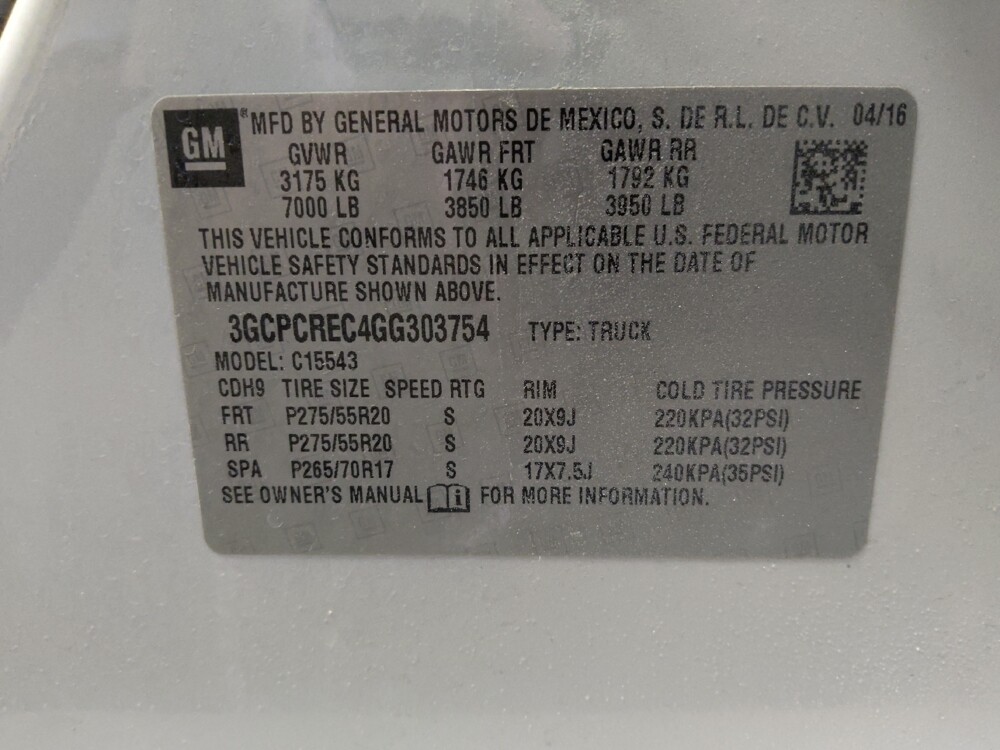 GM ® MFD BY GENERAL MOTORS DE MEXICO, S. DE R.L. DE C.V. 04/16
GVWR GAWR FRT GAWR RR
3175 KG 1746 KG 1792 KG
7000 LB 3850 LB 3950 LB
THIS VEHICLE CONFORMS TO ALL APPLICABLE U.S. FEDERAL MOTOR
VEHICLE SAFETY STANDARDS IN EFFECT ON THE DATE OF
MANUFACTURE SHOWN ABOVE.
3GCPCREC4GG303754 TYPE: TRUCK
MODEL: C15543
CDH9 TIRE SIZE SPEED RTG RIM COLD TIRE PRESSURE
FRT P275/55R20 S 20X9J 220KPA(32PSI)
RR P275/55R20 S 20X9J 220KPA(32PSI)
SPA P265/70R17 S 17X7.5J 240KPA(35PSI)
SEE OWNER'S MANUAL i FOR MORE INFORMATION.